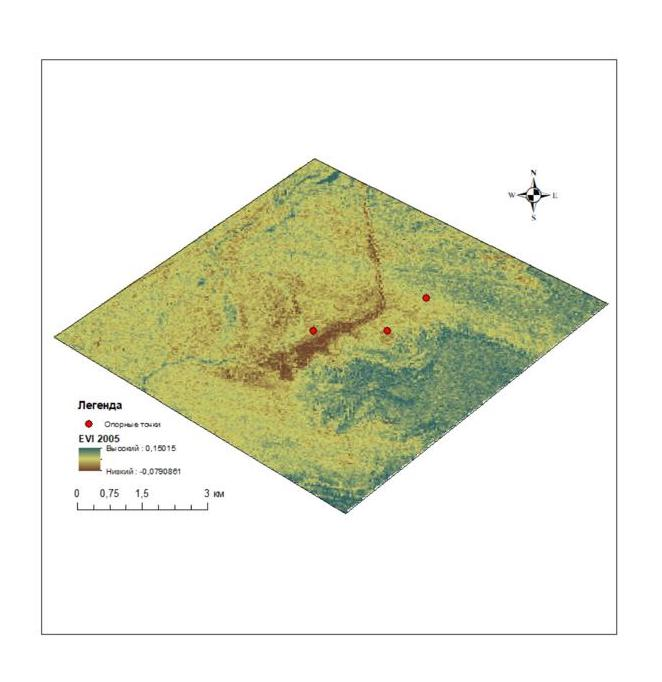 N
W E
S
Легенда
Опорные точки
EVI 2005
Высокий : 0,15015
Низкий : -0,0790861
0 0,75 1,5 3 км